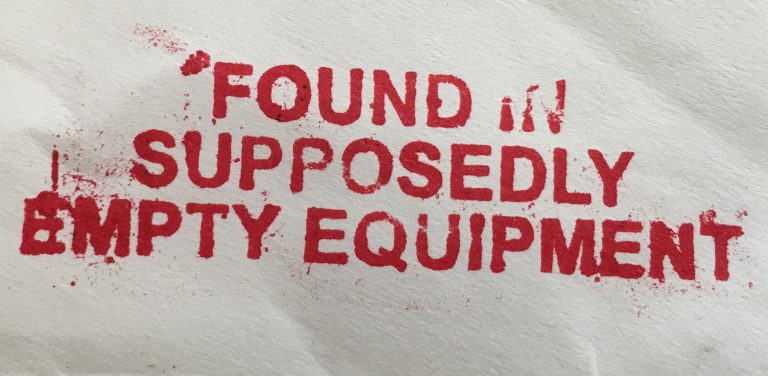 FOUND IN
SUPPOSEDLY
EMPTY EQUIPMENT